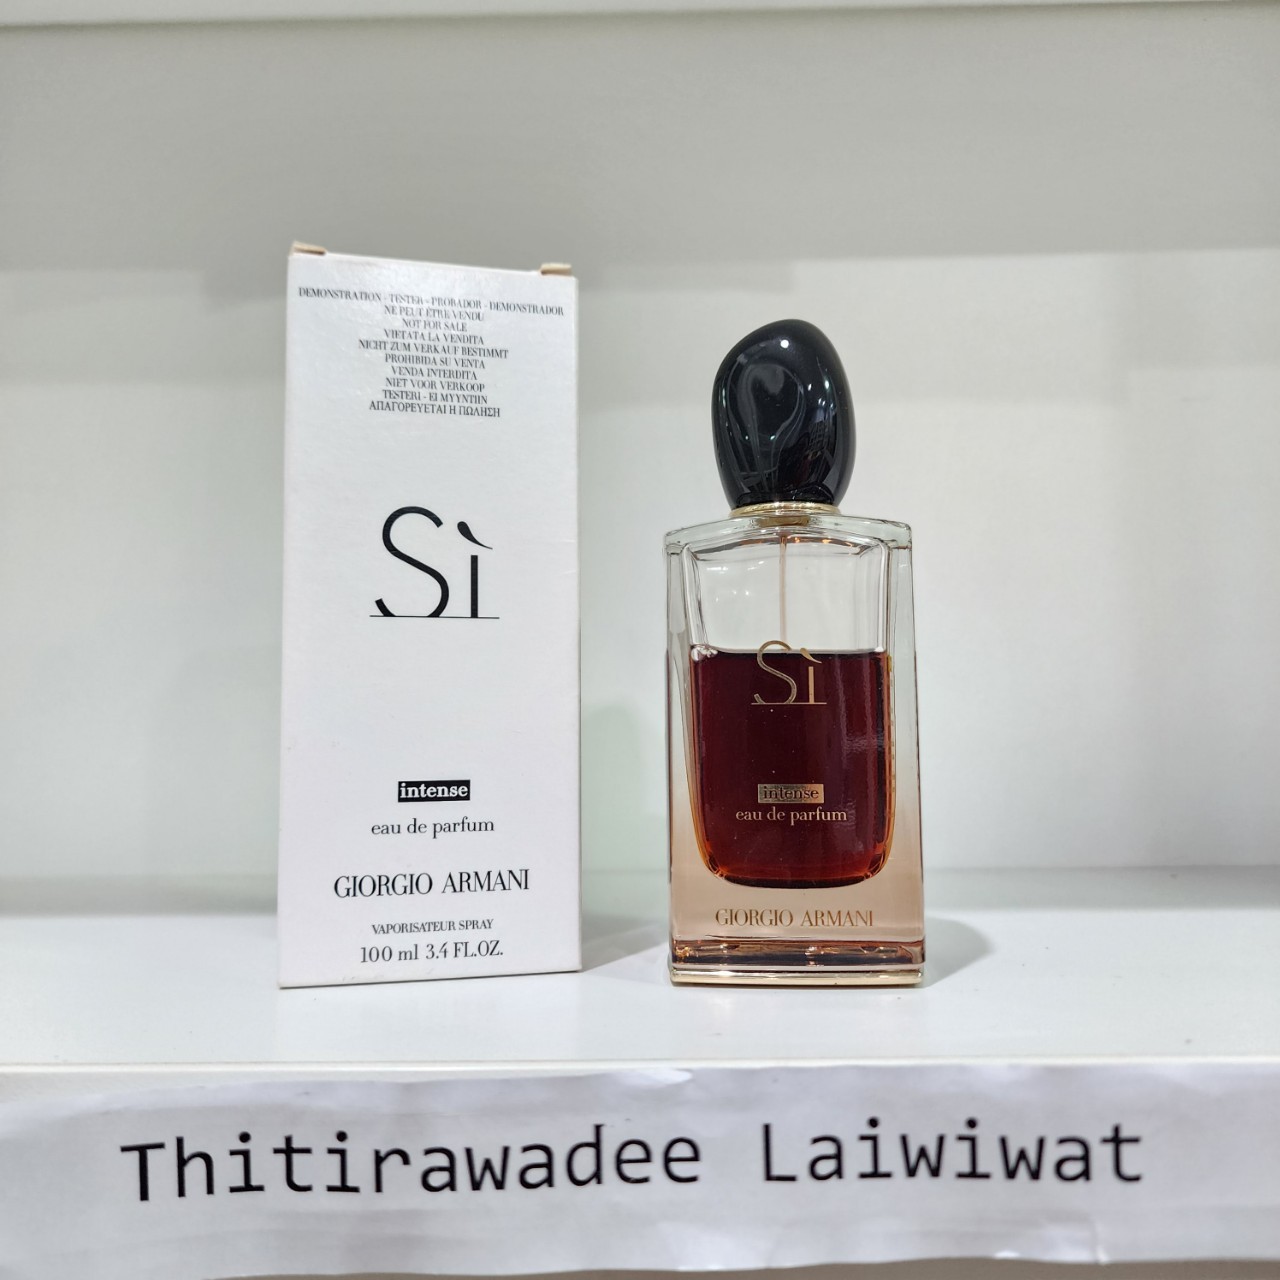 DEMONSTRATION - TESTER - PROBADOR - DEMONSTRADOR
NE PEUT ÊTRE VENDU
NOT FOR SALE
VIETATA LA VENDITA
NICHT ZUM VERKAUF BESTIMMT
PROHIBIDA SU VENTA
VENDA INTERDITA
NIET VOOR VERKOOP
TESTERI - EI MYYNTIIN
ΑΠΑΓΟΡΕΥΕΤΑΙ Η ΠΩΛΗΣΗ
Sì
intense
eau de parfum
GIORGIO ARMANI
VAPORISATEUR SPRAY
100 ml 3.4 FL.OZ.
Sì
intense
eau de parfum
GIORGIO ARMANI
Thitirawadee Laiwiwat